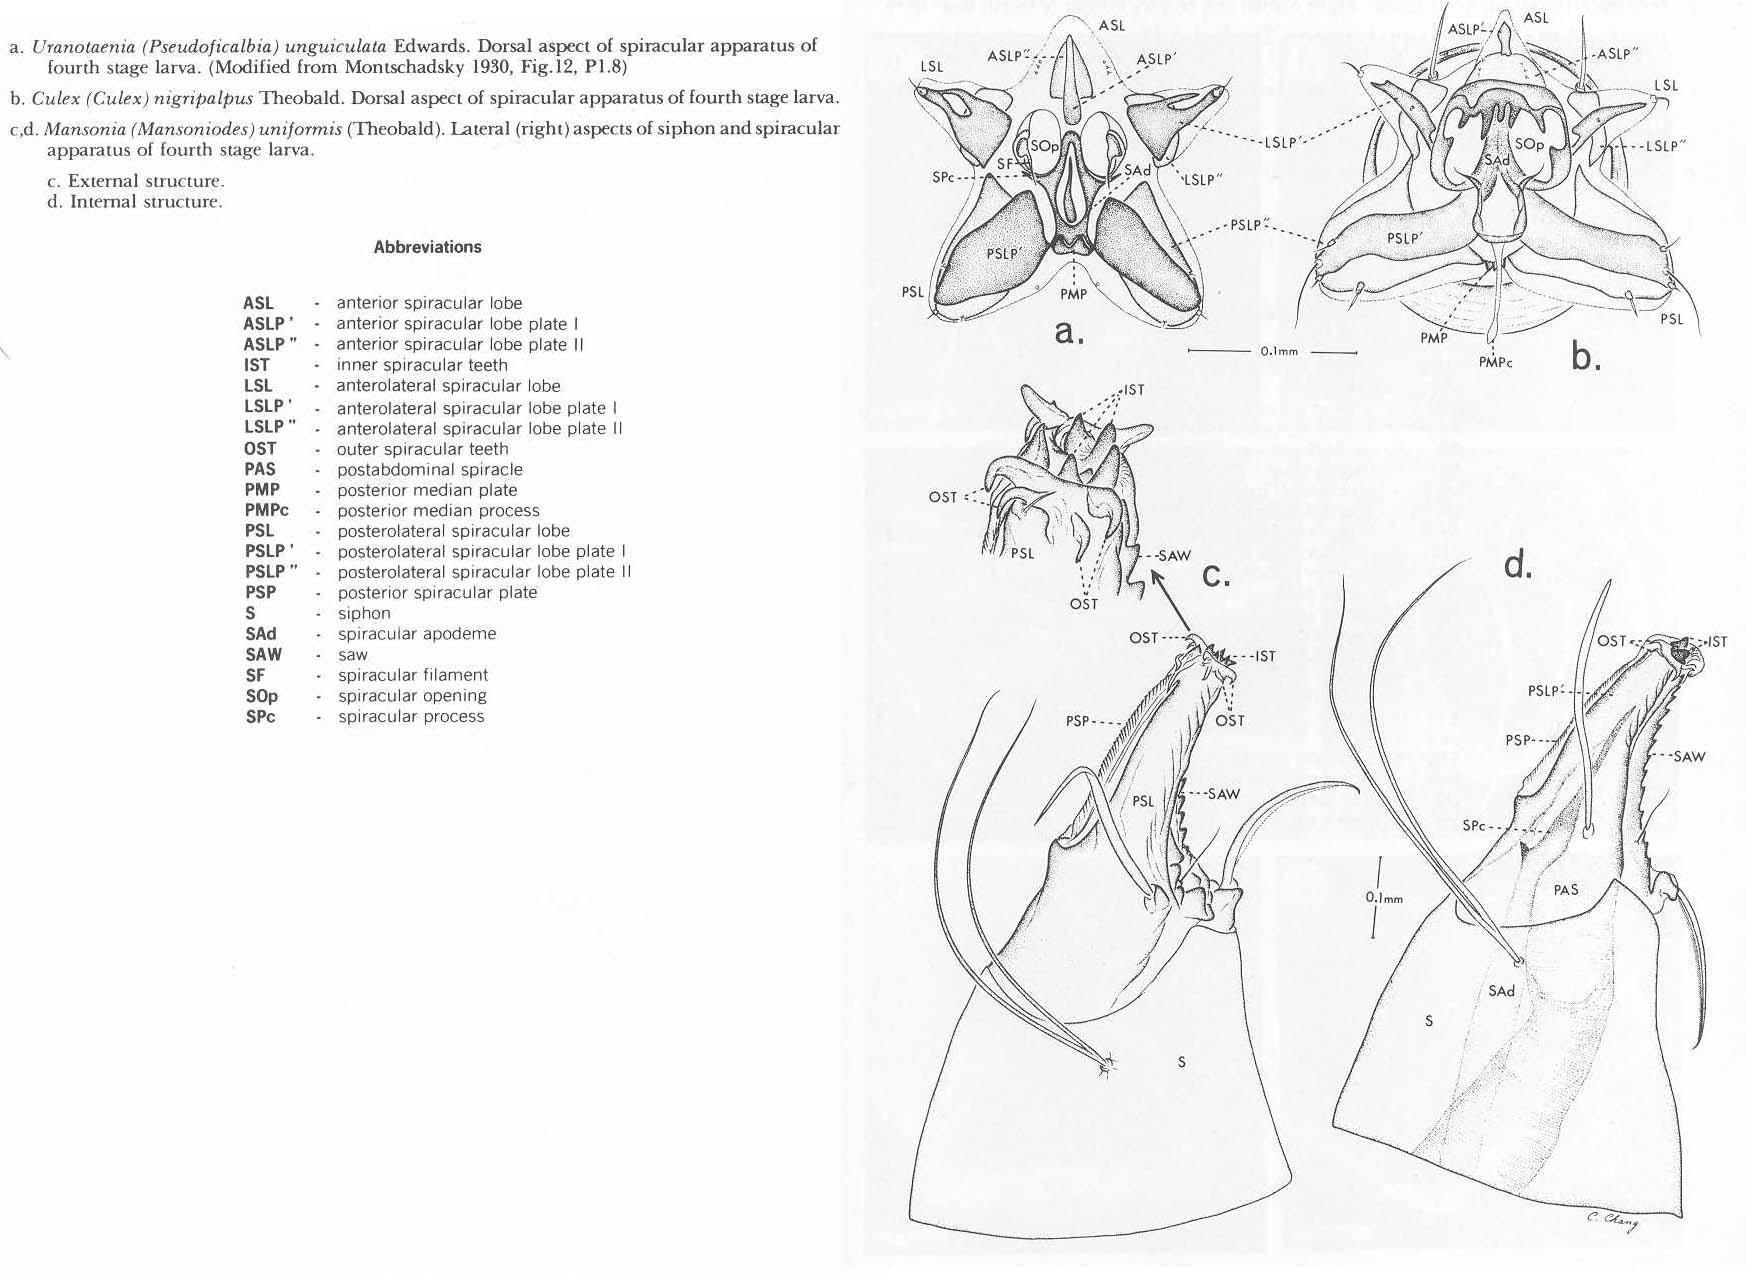 a. Uranotaenia (Pseudoficalbia) unguiculata Edwards. Dorsal aspect of spiracular apparatus of
fourth stage larva. (Modified from Montschadsky 1930, Fig.12, P1.8)
b. Culex (Culex) nigripalpus Theobald. Dorsal aspect of spiracular apparatus of fourth stage larva.
c,d. Mansonia (Mansoniodes) uniformis (Theobald). Lateral (right) aspects of siphon and spiracular
apparatus of fourth stage larva.
c. External structure.
d. Internal structure.
Abbreviations
ASL - anterior spiracular lobe
ASLP ' - anterior spiracular lobe plate I
ASLP " - anterior spiracular lobe plate II
IST - inner spiracular teeth
LSL - anterolateral spiracular lobe
LSLP ' - anterolateral spiracular lobe plate I
LSLP " - anterolateral spiracular lobe plate II
OST - outer spiracular teeth
PAS - postabdominal spiracle
PMP - posterior median plate
PMPc - posterior median process
PSL - posterolateral spiracular lobe
PSLP ' - posterolateral spiracular lobe plate I
PSLP " - posterolateral spiracular lobe plate II
PSP - posterior spiracular plate
S - siphon
SAd - spiracular apodeme
SAW - saw
SF - spiracular filament
SOp - spiracular opening
SPc - spiracular process
ASL
ASLP"
ASLP'
LSL
SOp
SF
SPc
SAd
LSLP'
LSLP"
PSLP"
PSLP'
PSL
PMP
a.
0.1mm
ASL
ASLP'
ASLP"
LSL
LSLP"
SOp
SAd
PSLP'
PSL
PMP
PMPc
b.
IST
OST
PSL
SAW
OST
c.
OST
IST
OST
PSP
PSL
SAW
S
d.
OST
IST
PSLP'
PSP
SAW
SPc
PAS
0.1mm
SAd
S
C. Chang